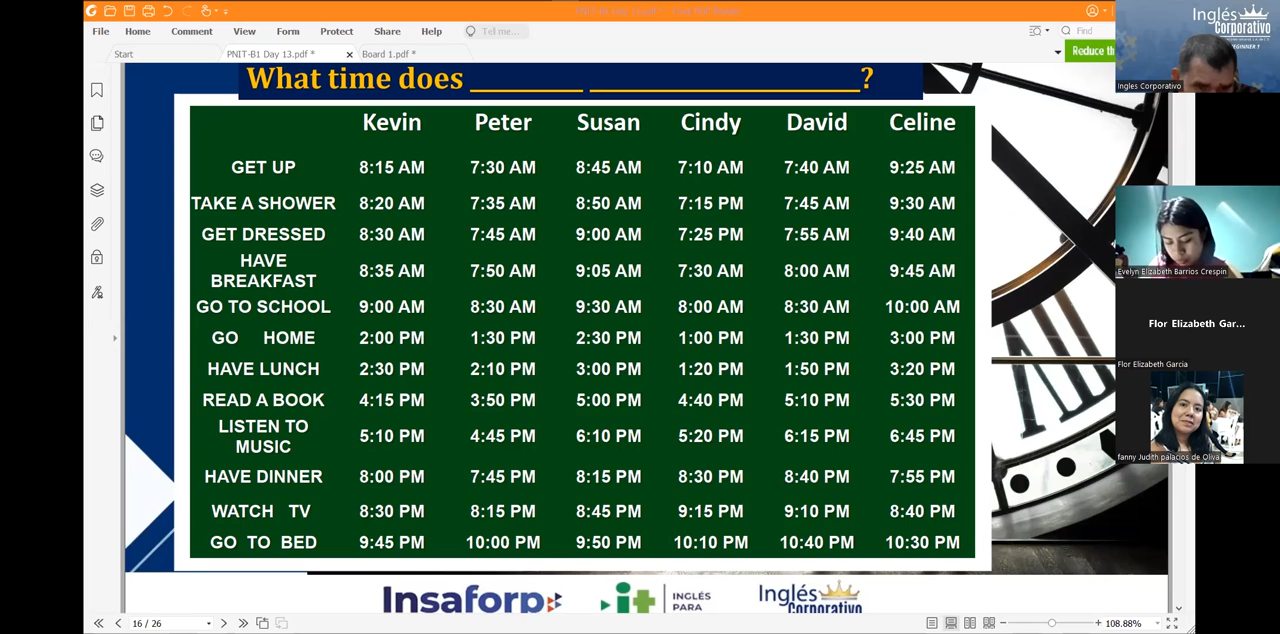 File Home Comment View Form Protect Share Help Tell me... Find
Start PNIT-B1 Day 13.pdf * Board 1.pdf * Reduce th
What time does _______ _________________?
Kevin Peter Susan Cindy David Celine
GET UP 8:15 AM 7:30 AM 8:45 AM 7:10 AM 7:40 AM 9:25 AM
TAKE A SHOWER 8:20 AM 7:35 AM 8:50 AM 7:15 PM 7:45 AM 9:30 AM
GET DRESSED 8:30 AM 7:45 AM 9:00 AM 7:25 PM 7:55 AM 9:40 AM
HAVE
BREAKFAST 8:35 AM 7:50 AM 9:05 AM 7:30 AM 8:00 AM 9:45 AM
GO TO SCHOOL 9:00 AM 8:30 AM 9:30 AM 8:00 AM 8:30 AM 10:00 AM
GO HOME 2:00 PM 1:30 PM 2:30 PM 1:00 PM 1:30 PM 3:00 PM
HAVE LUNCH 2:30 PM 2:10 PM 3:00 PM 1:20 PM 1:50 PM 3:20 PM
READ A BOOK 4:15 PM 3:50 PM 5:00 PM 4:40 PM 5:10 PM 5:30 PM
LISTEN TO
MUSIC 5:10 PM 4:45 PM 6:10 PM 5:20 PM 6:15 PM 6:45 PM
HAVE DINNER 8:00 PM 7:45 PM 8:15 PM 8:30 PM 8:40 PM 7:55 PM
WATCH TV 8:30 PM 8:15 PM 8:45 PM 9:15 PM 9:10 PM 8:40 PM
GO TO BED 9:45 PM 10:00 PM 9:50 PM 10:10 PM 10:40 PM 10:30 PM
Insaforp it INGLÉS
PARA
Inglés
Corporativo
16 / 26 108.88%
Inglés
Corporativo
Ingles Corporativo
Evelyn Elizabeth Barrios Crespin
Flor Elizabeth Gar...
Flor Elizabeth Garcia
fanny Judith palacios de Oliva